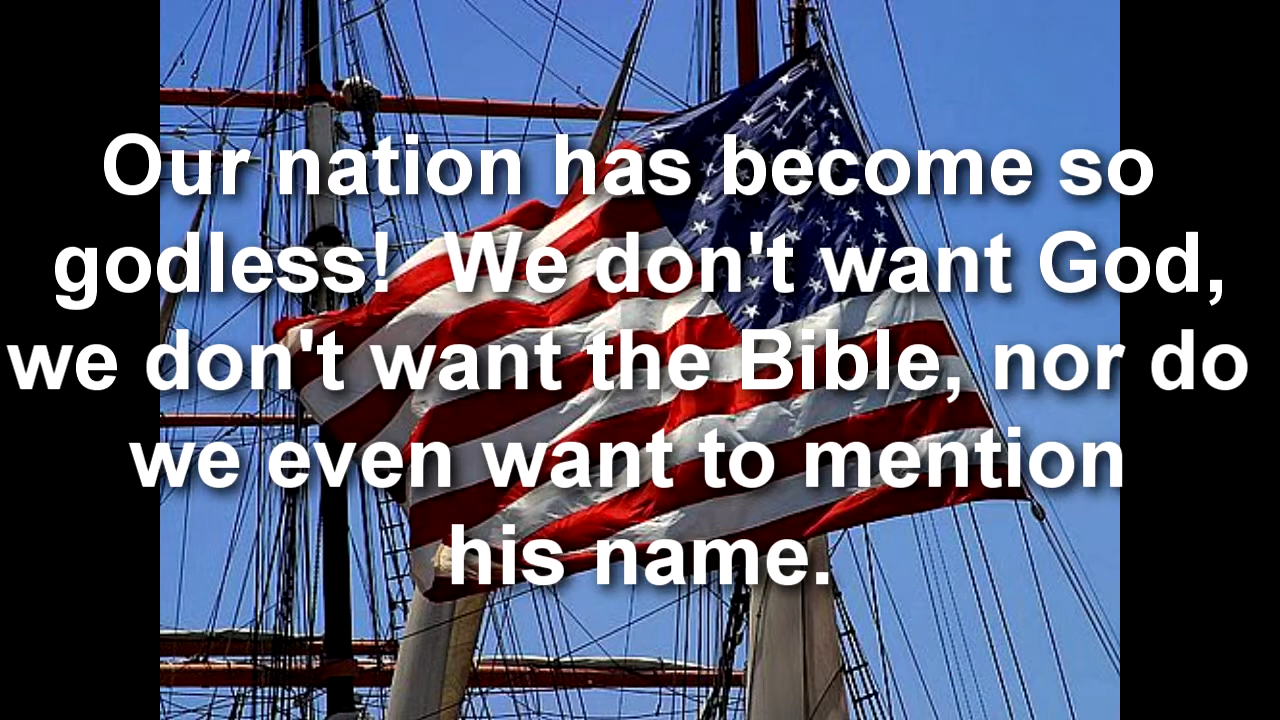 Our nation has become so
godless!  We don't want God,
we don't want the Bible, nor do
we even want to mention
his name.